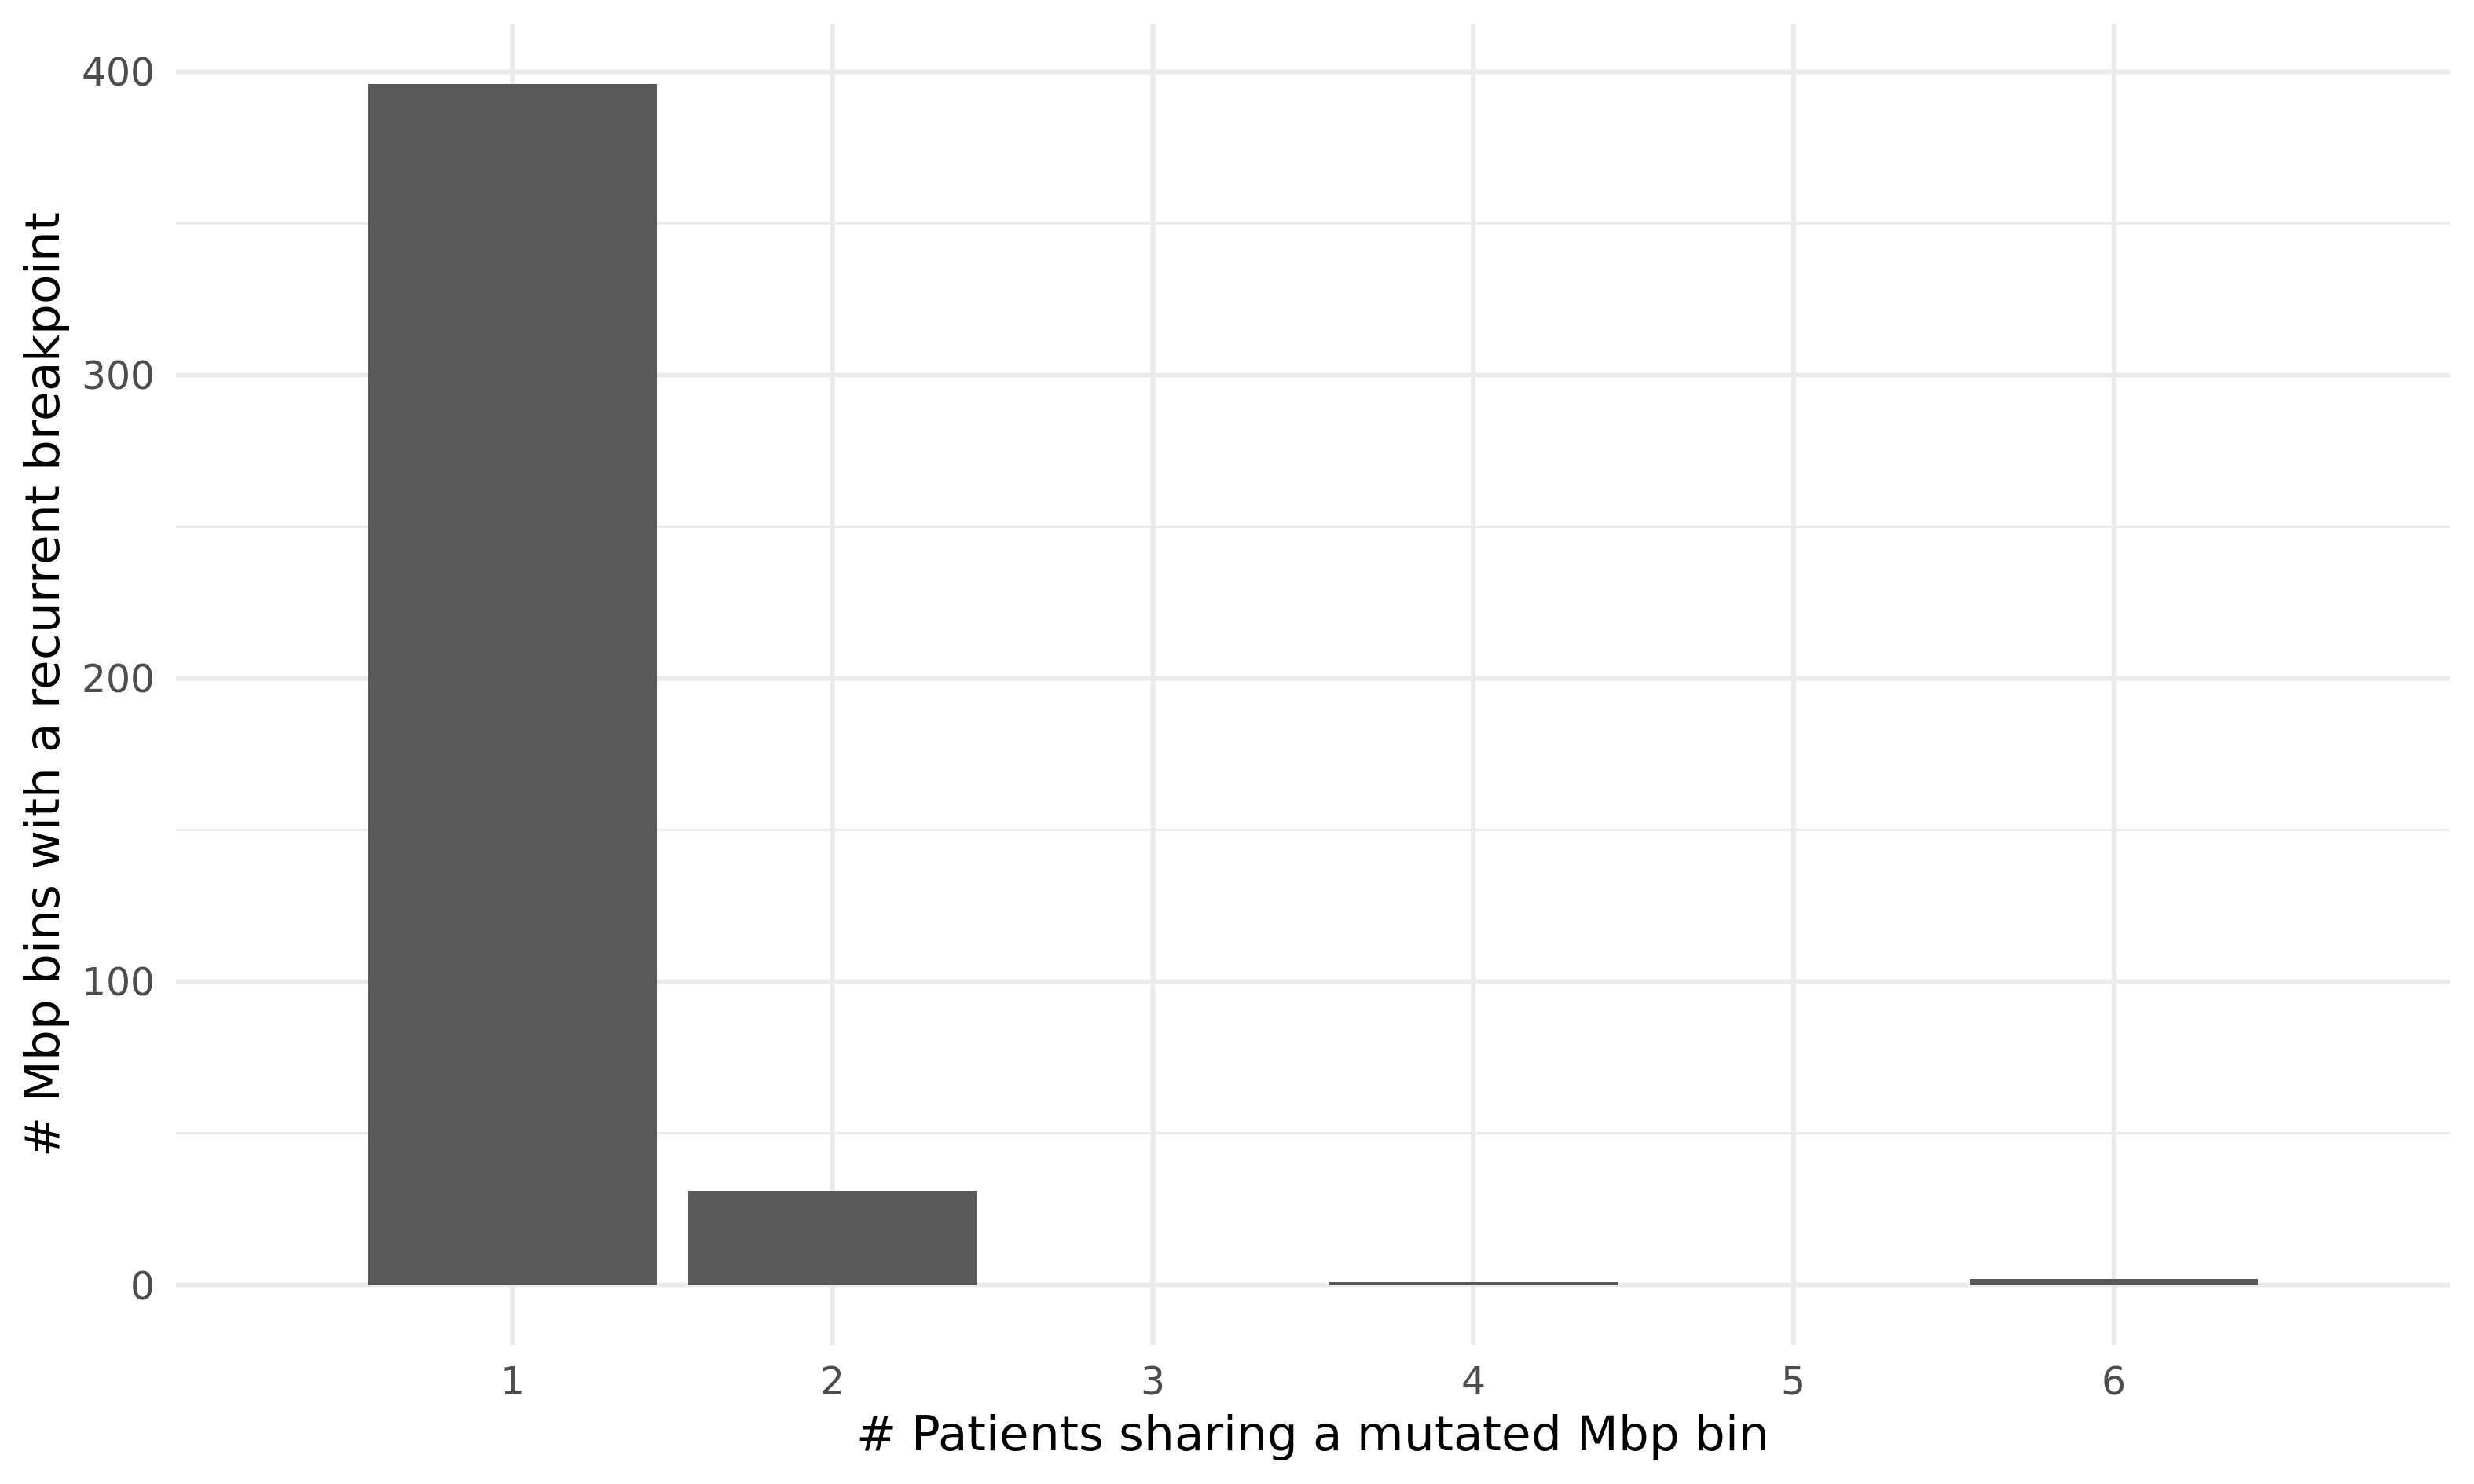 # Mbp bins with a recurrent breakpoint
400
300
200
100
0
1 2 3 4 5 6
# Patients sharing a mutated Mbp bin